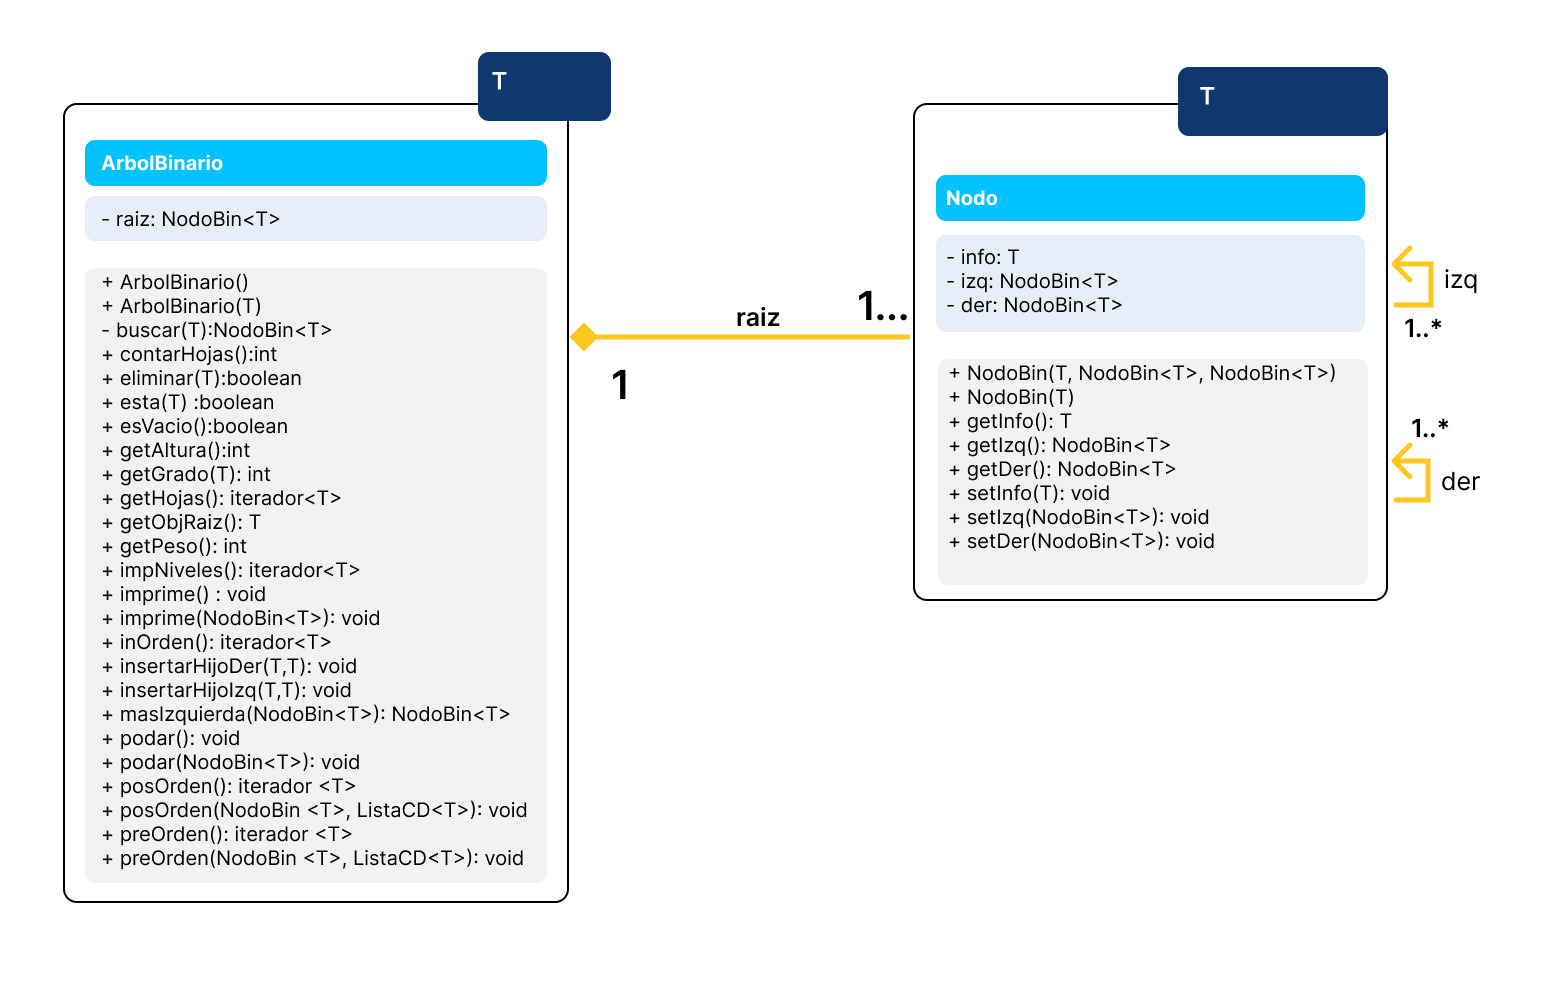 T
ArbolBinario
- raiz: NodoBin<T>
+ ArbolBinario()
+ ArbolBinario(T)
- buscar(T):NodoBin<T>
+ contarHojas():int
+ eliminar(T):boolean
+ esta(T) :boolean
+ esVacio():boolean
+ getAltura():int
+ getGrado(T): int
+ getHojas(): iterador<T>
+ getObjRaiz(): T
+ getPeso(): int
+ impNiveles(): iterador<T>
+ imprime() : void
+ imprime(NodoBin<T>): void
+ inOrden(): iterador<T>
+ insertarHijoDer(T,T): void
+ insertarHijoIzq(T,T): void
+ masIzquierda(NodoBin<T>): NodoBin<T>
+ podar(): void
+ podar(NodoBin<T>): void
+ posOrden(): iterador <T>
+ posOrden(NodoBin <T>, ListaCD<T>): void
+ preOrden(): iterador <T>
+ preOrden(NodoBin <T>, ListaCD<T>): void
raiz
1...
1
T
Nodo
- info: T
- izq: NodoBin<T>
- der: NodoBin<T>
+ NodoBin(T, NodoBin<T>, NodoBin<T>)
+ NodoBin(T)
+ getInfo(): T
+ getIzq(): NodoBin<T>
+ getDer(): NodoBin<T>
+ setInfo(T): void
+ setIzq(NodoBin<T>): void
+ setDer(NodoBin<T>): void
izq
1..*
1..*
der